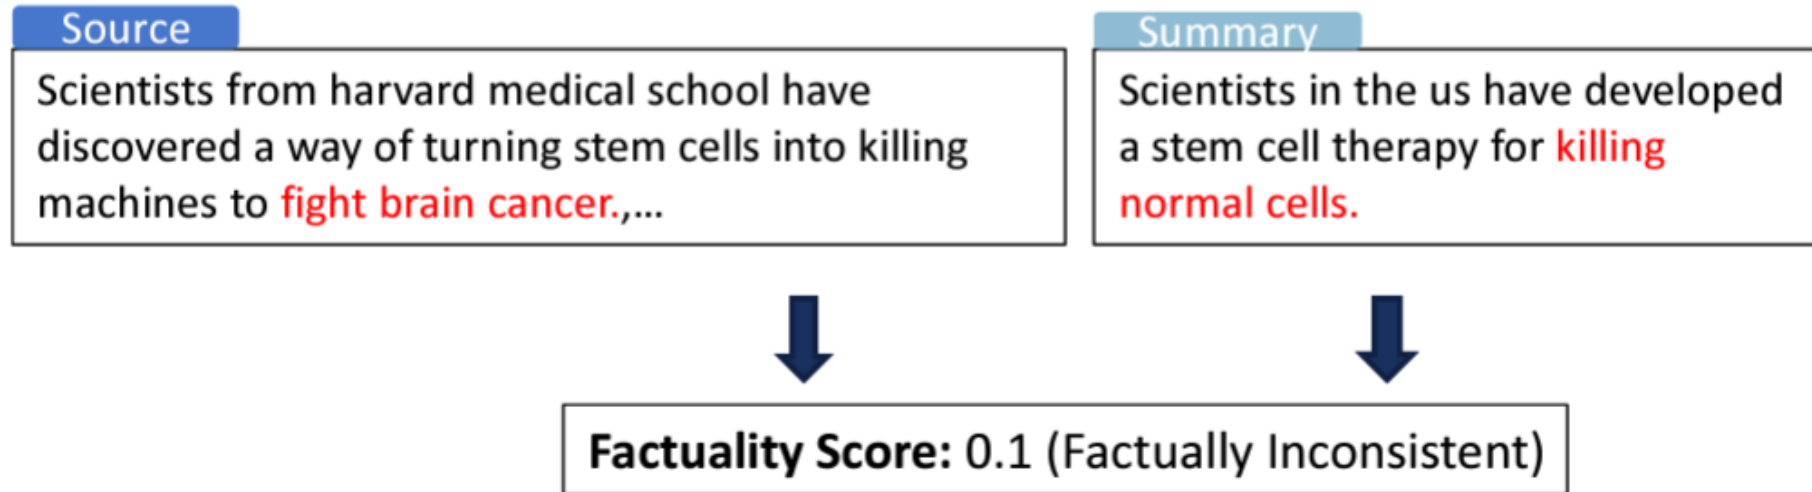 Source
Scientists from harvard medical school have
discovered a way of turning stem cells into killing
machines to fight brain cancer.,...
Summary
Scientists in the us have developed
a stem cell therapy for killing
normal cells.
Factuality Score: 0.1 (Factually Inconsistent)